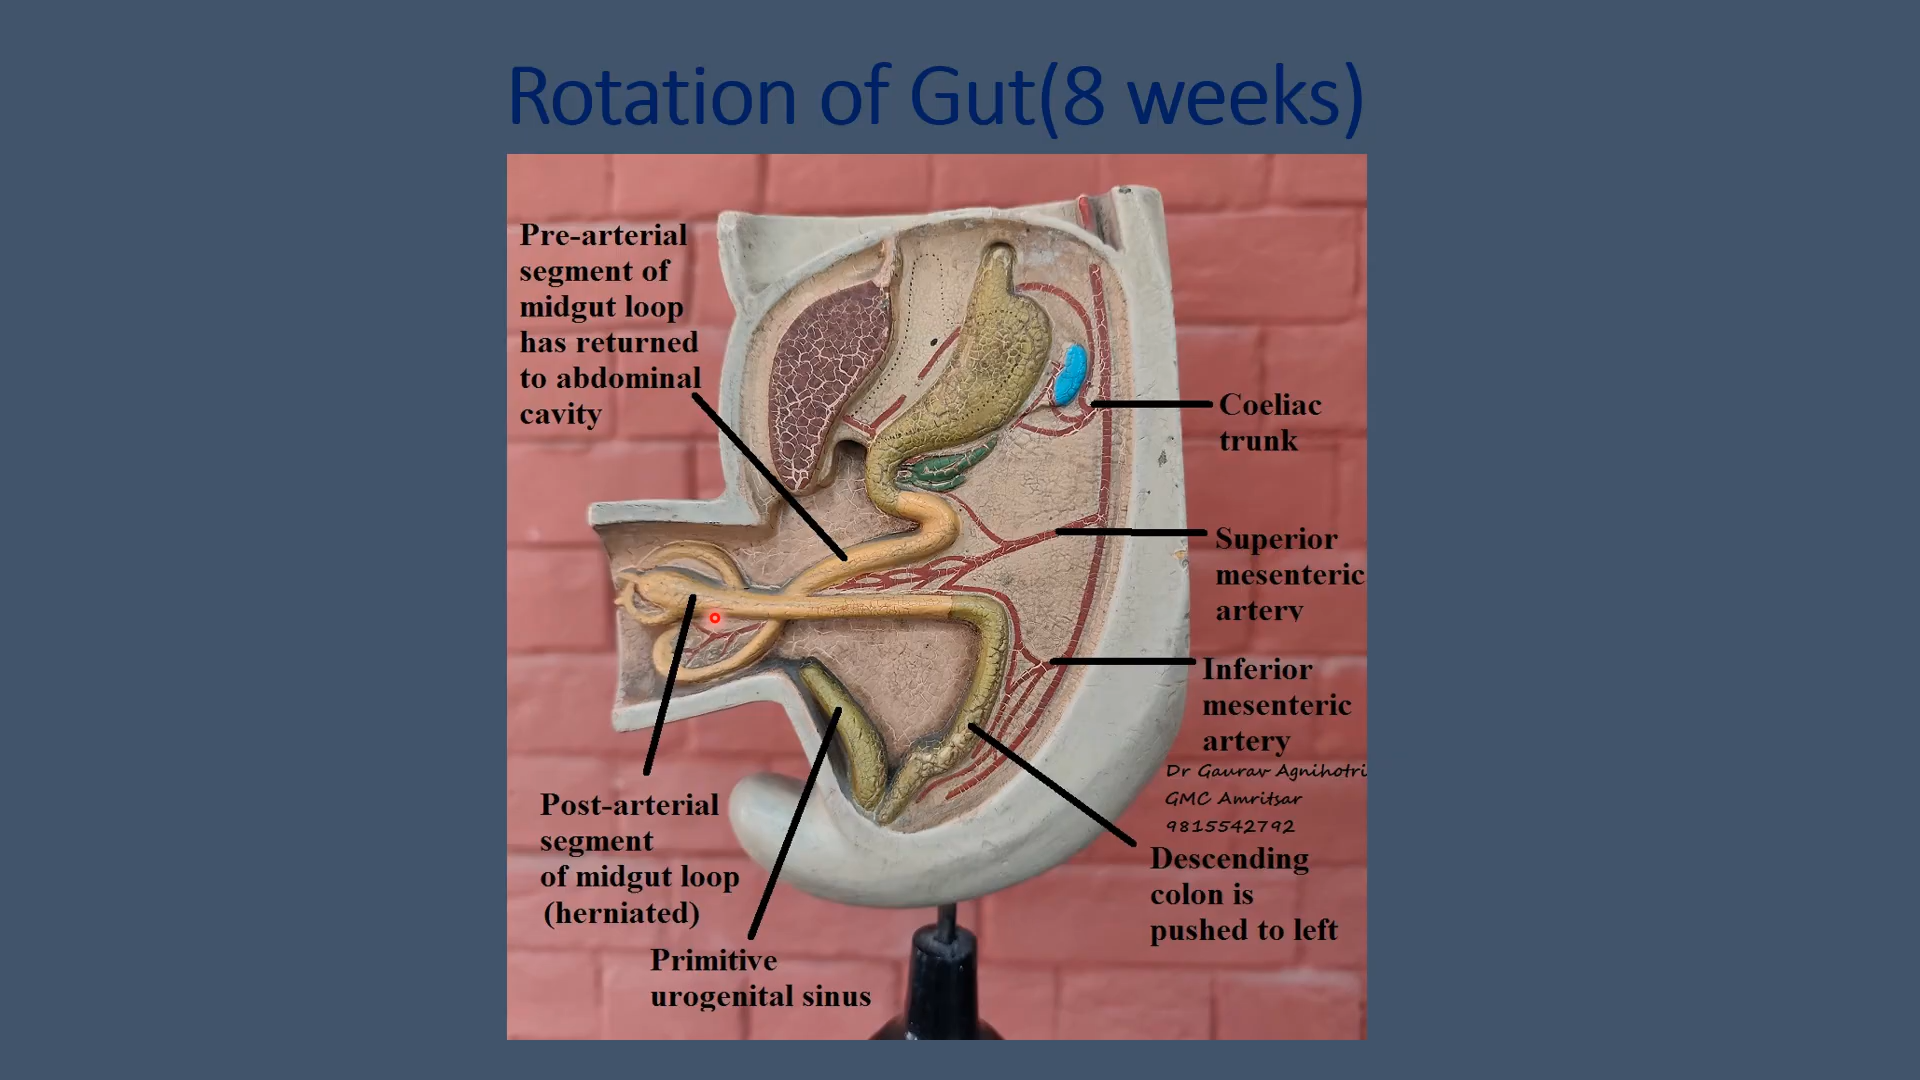 Rotation of Gut(8 weeks)
Pre-arterial
segment of
midgut loop
has returned
to abdominal
cavity
Coeliac
trunk
Superior
mesenteric
artery
Inferior
mesenteric
artery
Dr Gaurav Agnihotri
GMC Amritsar
9815542792
Descending
colon is
pushed to left
Post-arterial
segment
of midgut loop
(herniated)
Primitive
urogenital sinus